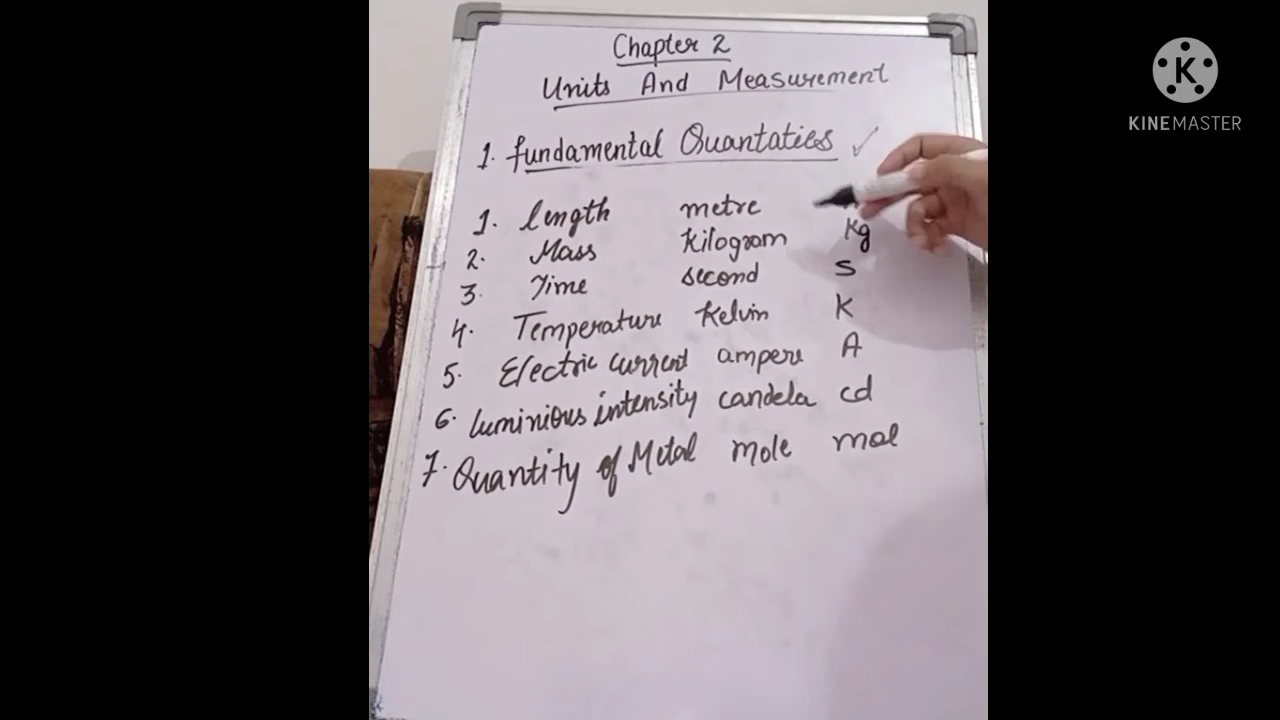 Chapter 2
Units And Measurement
1. fundamental Quantaties
1. length metre
2. Mass Kilogram Kg
3. Time second S
4. Temperature Kelvin K
5. Electric current ampere A
6. luminious intensity candela cd
7. Quantity of Metal mole mol
K
KINEMASTER